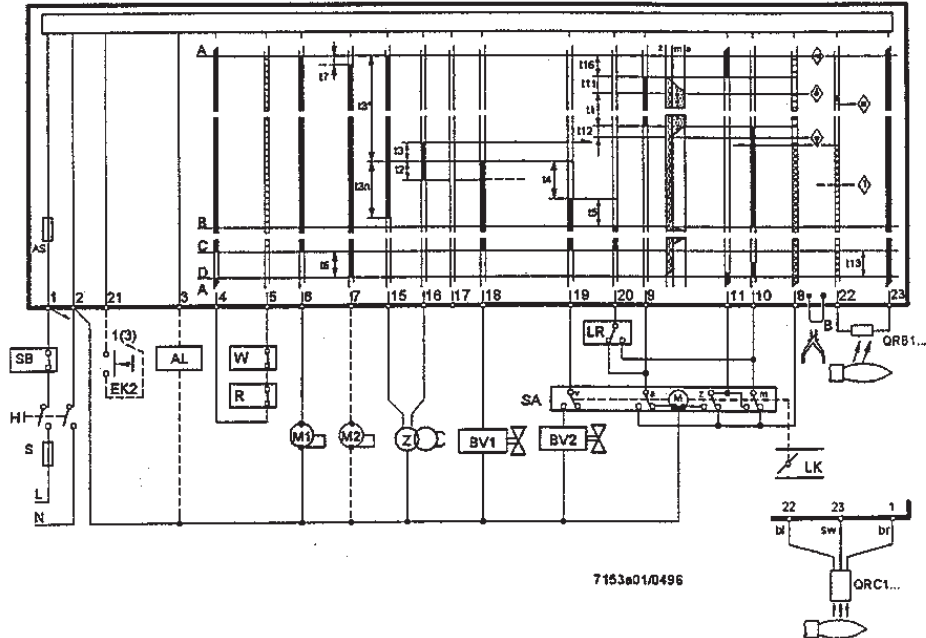 A
z m a
t7
t16
t11
t3*
t1
t12
t3
t2
t3n
t4
t5
AS
B
C
D
t6
t13
A
1 2 21 3 4 5 6 7 15 16 17 18 19 20 9 11 10 8 22 23
B
QRB1...
1(3)
LR
SB
EK2
AL
W
R
SA v a M z m
H
M1 M2 Z BV1 BV2
S
LK
L
N
22 23 1
bl sw br
7153a01/0496
QRC1...